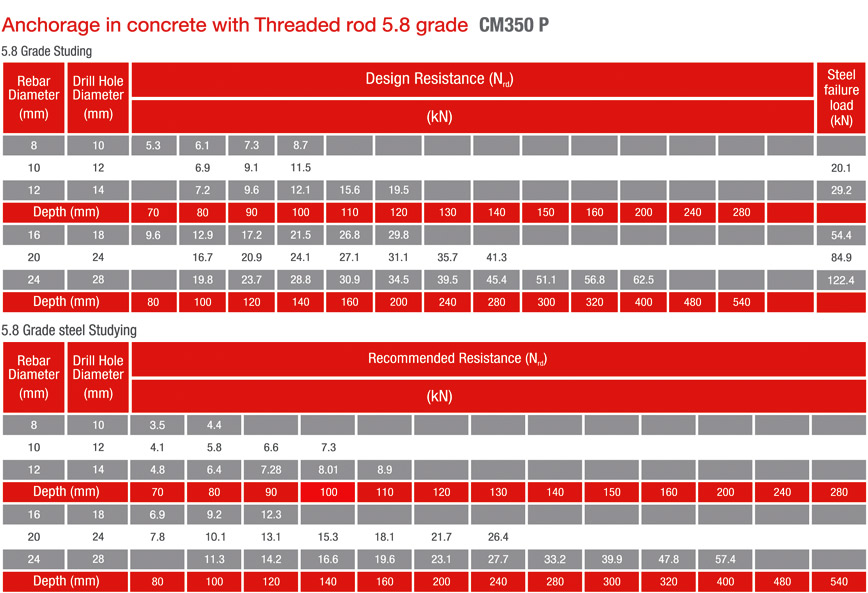 Anchorage in concrete with Threaded rod 5.8 grade CM350 P
5.8 Grade Studing
Rebar Diameter (mm) Drill Hole Diameter (mm) Design Resistance (Nrd) Steel failure load (kN)
(kN)
8 10 5.3 6.1 7.3 8.7
10 12 6.9 9.1 11.5 20.1
12 14 7.2 9.6 12.1 15.6 19.5 29.2
Depth (mm) 70 80 90 100 110 120 130 140 150 160 200 240 280
16 18 9.6 12.9 17.2 21.5 26.8 29.8 54.4
20 24 16.7 20.9 24.1 27.1 31.1 35.7 41.3 84.9
24 28 19.8 23.7 28.8 30.9 34.5 39.5 45.4 51.1 56.8 62.5 122.4
Depth (mm) 80 100 120 140 160 200 240 280 300 320 400 480 540
5.8 Grade steel Studying
Rebar Diameter (mm) Drill Hole Diameter (mm) Recommended Resistance (Nrd)
(kN)
8 10 3.5 4.4
10 12 4.1 5.8 6.6 7.3
12 14 4.8 6.4 7.28 8.01 8.9
Depth (mm) 70 80 90 100 110 120 130 140 150 160 200 240 280
16 18 6.9 9.2 12.3
20 24 7.8 10.1 13.1 15.3 18.1 21.7 26.4
24 28 11.3 14.2 16.6 19.6 23.1 27.7 33.2 39.9 47.8 57.4
Depth (mm) 80 100 120 140 160 200 240 280 300 320 400 480 540